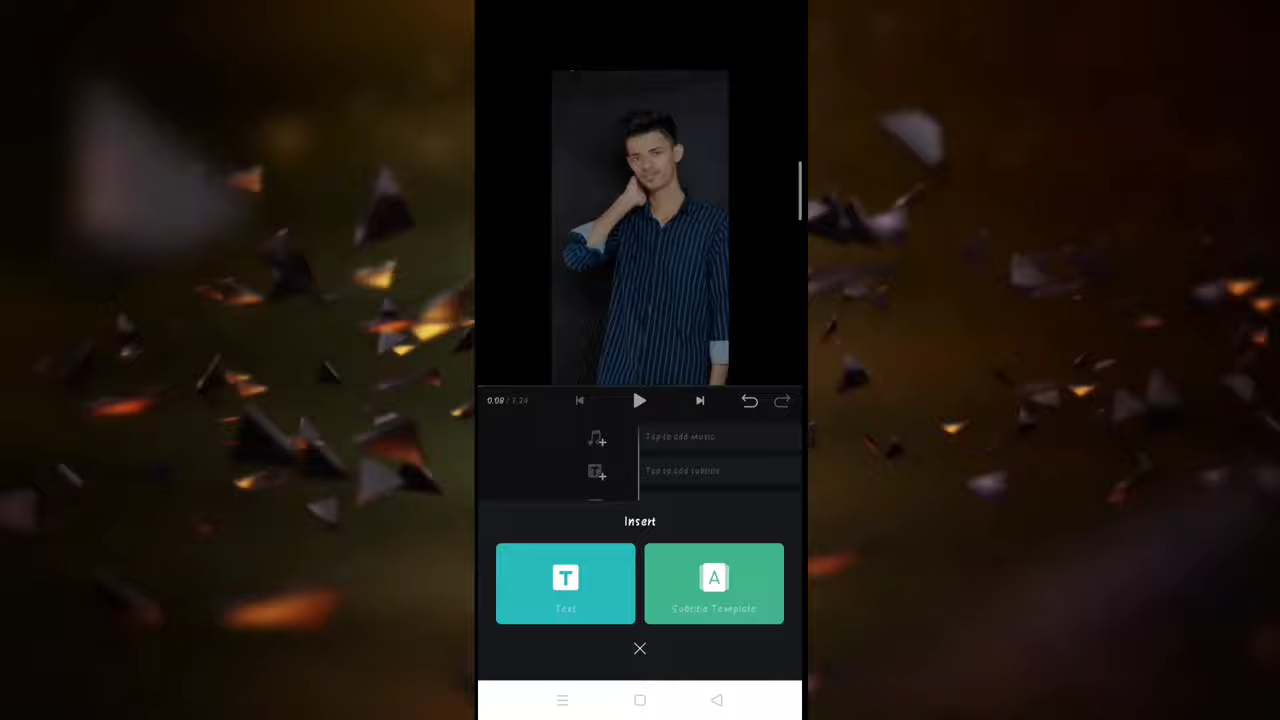 0:08 / 7.24
Tap to add music
Tap to add subtitle
Insert
T
Text
A
Subtitle Template